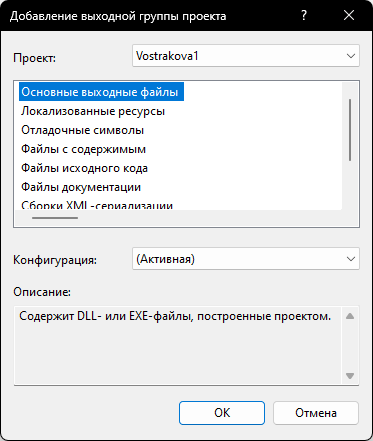 Добавление выходной группы проекта
?
Проект:
Vostrakova1
Основные выходные файлы
Локализованные ресурсы
Отладочные символы
Файлы с содержимым
Файлы исходного кода
Файлы документации
Сборки XML-сериализации
Конфигурация:
(Активная)
Описание:
Содержит DLL- или EXE-файлы, построенные проектом.
OK
Отмена